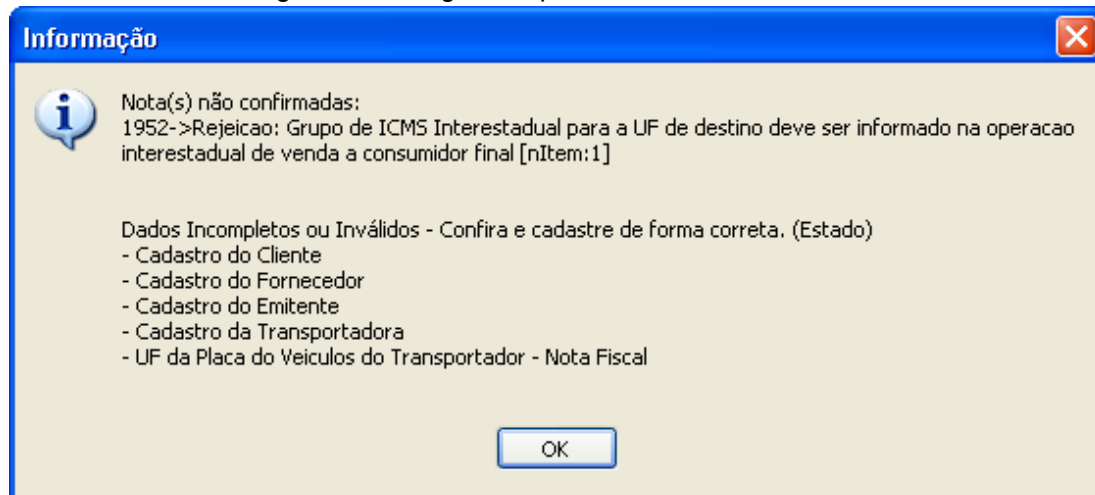 Informação
Nota(s) não confirmadas:
1952->Rejeicao: Grupo de ICMS Interestadual para a UF de destino deve ser informado na operacao
interestadual de venda a consumidor final [nItem:1]
Dados Incompletos ou Inválidos - Confira e cadastre de forma correta. (Estado)
- Cadastro do Cliente
- Cadastro do Fornecedor
- Cadastro do Emitente
- Cadastro da Transportadora
- UF da Placa do Veiculos do Transportador - Nota Fiscal
OK